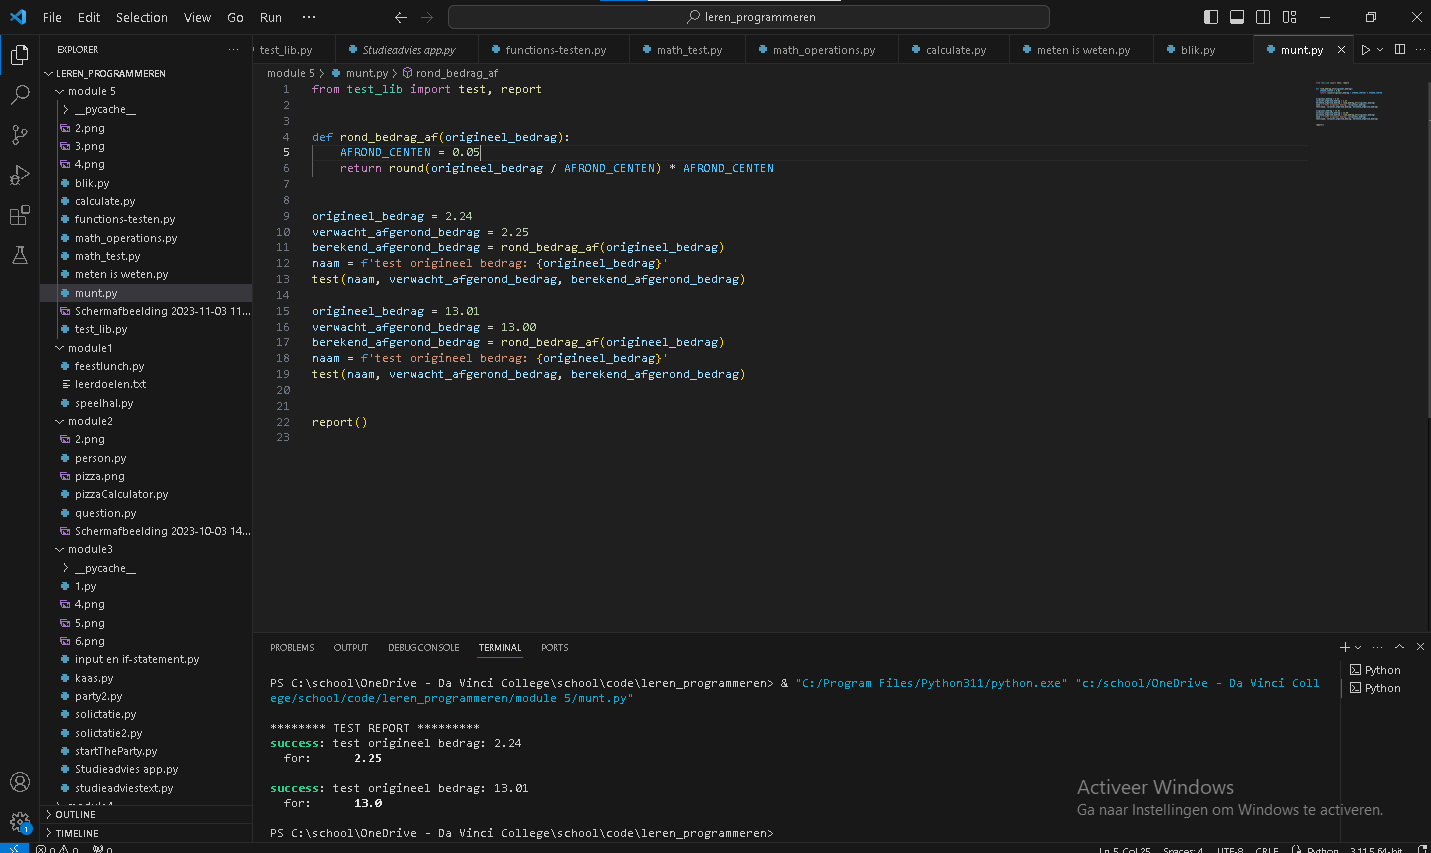 File Edit Selection View Go Run ··· leren_programmeren
EXPLORER ···
test_lib.py Studieadvies app.py functions-testen.py math_test.py math_operations.py calculate.py meten is weten.py blik.py munt.py
LEREN_PROGRAMMEREN
module 5
__pycache__
2.png
3.png
4.png
blik.py
calculate.py
functions-testen.py
math_operations.py
math_test.py
meten is weten.py
munt.py
Schermafbeelding 2023-11-03 11...
test_lib.py
module1
feestlunch.py
leerdoelen.txt
speelhal.py
module2
2.png
person.py
pizza.png
pizzaCalculator.py
question.py
Schermafbeelding 2023-10-03 14...
module3
__pycache__
1.py
4.png
5.png
6.png
input en if-statement.py
kaas.py
party2.py
solictatie.py
solictatie2.py
startTheParty.py
Studieadvies app.py
studieadviestext.py
OUTLINE
TIMELINE
module 5 > munt.py > rond_bedrag_af
1 from test_lib import test, report
2
3
4 def rond_bedrag_af(origineel_bedrag):
5 AFROND_CENTEN = 0.05
6 return round(origineel_bedrag / AFROND_CENTEN) * AFROND_CENTEN
7
8
9 origineel_bedrag = 2.24
10 verwacht_afgerond_bedrag = 2.25
11 berekend_afgerond_bedrag = rond_bedrag_af(origineel_bedrag)
12 naam = f'test origineel bedrag: {origineel_bedrag}'
13 test(naam, verwacht_afgerond_bedrag, berekend_afgerond_bedrag)
14
15 origineel_bedrag = 13.01
16 verwacht_afgerond_bedrag = 13.00
17 berekend_afgerond_bedrag = rond_bedrag_af(origineel_bedrag)
18 naam = f'test origineel bedrag: {origineel_bedrag}'
19 test(naam, verwacht_afgerond_bedrag, berekend_afgerond_bedrag)
20
21
22 report()
23
PROBLEMS OUTPUT DEBUG CONSOLE TERMINAL PORTS
PS C:\school\OneDrive - Da Vinci College\school\code\leren_programmeren> & "C:/Program Files/Python311/python.exe" "c:/school/OneDrive - Da Vinci Coll
ege/school/code/leren_programmeren/module 5/munt.py"
******** TEST REPORT *********
success: test origineel bedrag: 2.24
for: 2.25
success: test origineel bedrag: 13.01
for: 13.0
PS C:\school\OneDrive - Da Vinci College\school\code\leren_programmeren>
Python
Python
Activeer Windows
Ga naar Instellingen om Windows te activeren.
1
0 0 0 Ln 5, Col 25 Spaces: 4 UTF-8 CRLF Python 3.11.5 64-bit